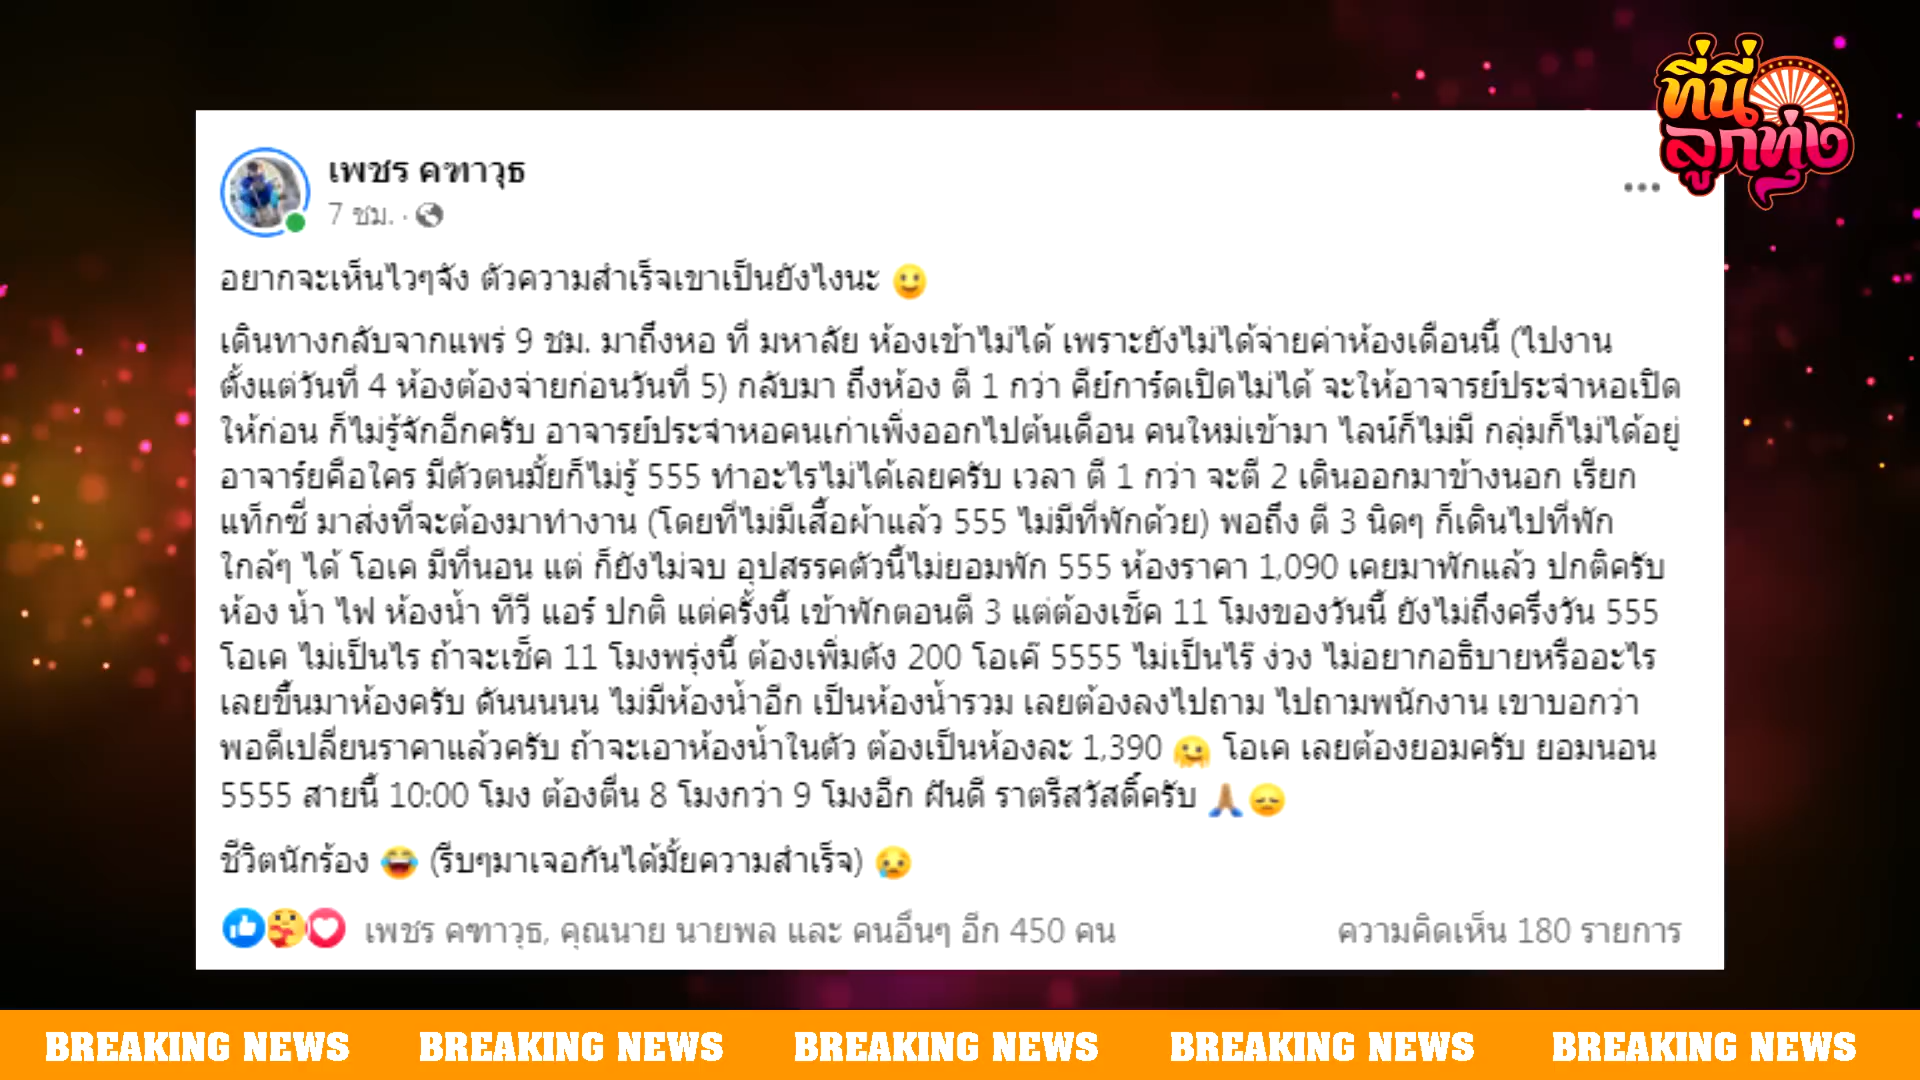 ที่นี่
ลูกทุ่ง
เพชร คฑาวุธ
7 ชม. ·
อยากจะเห็นไวๆจัง ตัวความสำเร็จเขาเป็นยังไงนะ 🙂
เดินทางกลับจากแพร่ 9 ชม. มาถึงหอ ที่ มหาลัย ห้องเข้าไม่ได้ เพราะยังไม่ได้จ่ายค่าห้องเดือนนี้ (ไปงาน
ตั้งแต่วันที่ 4 ห้องต้องจ่ายก่อนวันที่ 5) กลับมา ถึงห้อง ตี 1 กว่า คีย์การ์ดเปิดไม่ได้ จะให้อาจารย์ประจำหอเปิด
ให้ก่อน ก็ไม่รู้จักอีกครับ อาจารย์ประจำหอคนเก่าเพิ่งออกไปต้นเดือน คนใหม่เข้ามา ไลน์ก็ไม่มี กลุ่มก็ไม่ได้อยู่
อาจาร์ยคือใคร มีตัวตนมั้ยก็ไม่รู้ 555 ทำอะไรไม่ได้เลยครับ เวลา ตี 1 กว่า จะตี 2 เดินออกมาข้างนอก เรียก
แท็กซี่ มาส่งที่จะต้องมาทำงาน (โดยที่ไม่มีเสื้อผ้าแล้ว 555 ไม่มีที่พักด้วย) พอถึง ตี 3 นิดๆ ก็เดินไปที่พัก
ใกล้ๆ ได้ โอเค มีที่นอน แต่ ก็ยังไม่จบ อุปสรรคตัวนี้ไม่ยอมพัก 555 ห้องราคา 1,090 เคยมาพักแล้ว ปกติครับ
ห้อง น้ำ ไฟ ห้องน้ำ ทีวี แอร์ ปกติ แต่ครั้งนี้ เข้าพักตอนตี 3 แต่ต้องเช็ค 11 โมงของวันนี้ ยังไม่ถึงครึ่งวัน 555
โอเค ไม่เป็นไร ถ้าจะเช็ค 11 โมงพรุ่งนี้ ต้องเพิ่มตัง 200 โอเค๊ 5555 ไม่เป็นไร๊ ง่วง ไม่อยากอธิบายหรืออะไร
เลยขึ้นมาห้องครับ ดันนนนน ไม่มีห้องน้ำอีก เป็นห้องน้ำรวม เลยต้องลงไปถาม ไปถามพนักงาน เขาบอกว่า
พอดีเปลี่ยนราคาแล้วครับ ถ้าจะเอาห้องน้ำในตัว ต้องเป็นห้องละ 1,390 🤗 โอเค เลยต้องยอมครับ ยอมนอน
5555 สายนี้ 10:00 โมง ต้องตื่น 8 โมงกว่า 9 โมงอีก ฝันดี ราตรีสวัสดิ์ครับ 🙏😞
ชีวิตนักร้อง 😂 (รีบๆมาเจอกันได้มั้ยความสำเร็จ) 😢
เพชร คฑาวุธ, คุณนาย นายพล และ คนอื่นๆ อีก 450 คน
ความคิดเห็น 180 รายการ
BREAKING NEWS BREAKING NEWS BREAKING NEWS BREAKING NEWS BREAKING NEWS